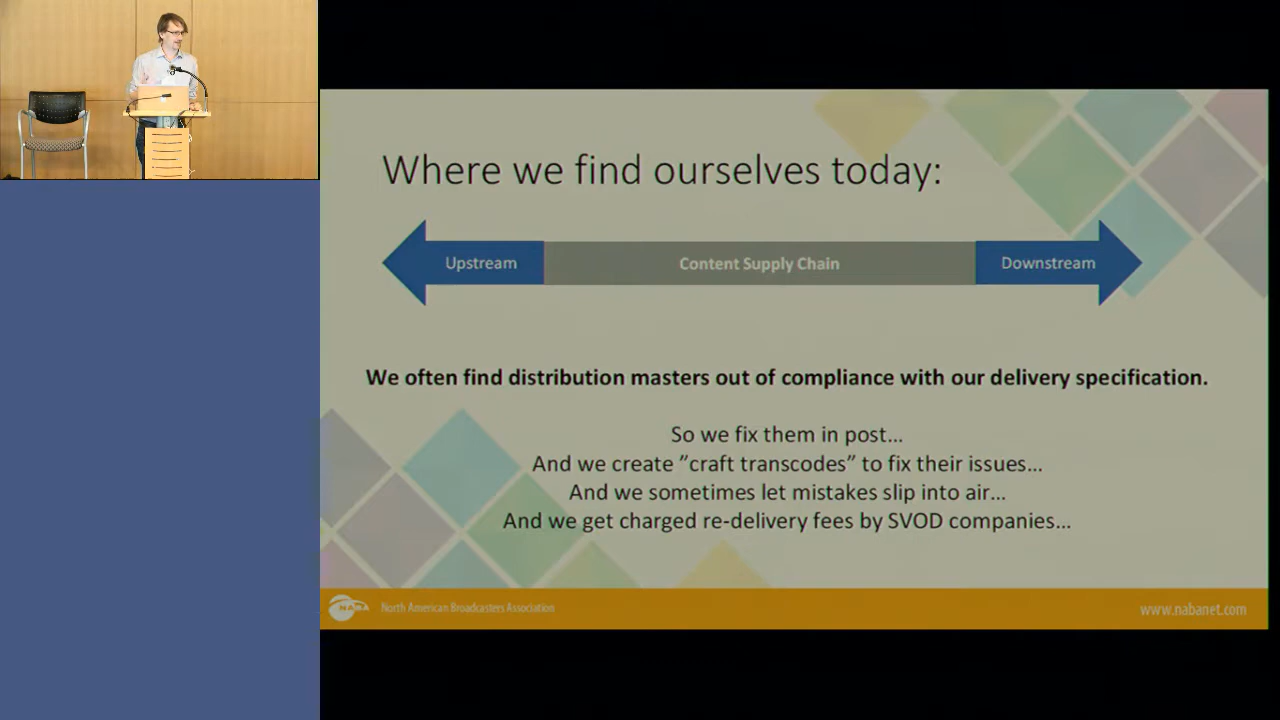 Where we find ourselves today:
Upstream
Content Supply Chain
Downstream
We often find distribution masters out of compliance with our delivery specification.
So we fix them in post…
And we create ”craft transcodes” to fix their issues…
And we sometimes let mistakes slip into air…
And we get charged re-delivery fees by SVOD companies…
NABA
North American Broadcasters Association
www.nabanet.com